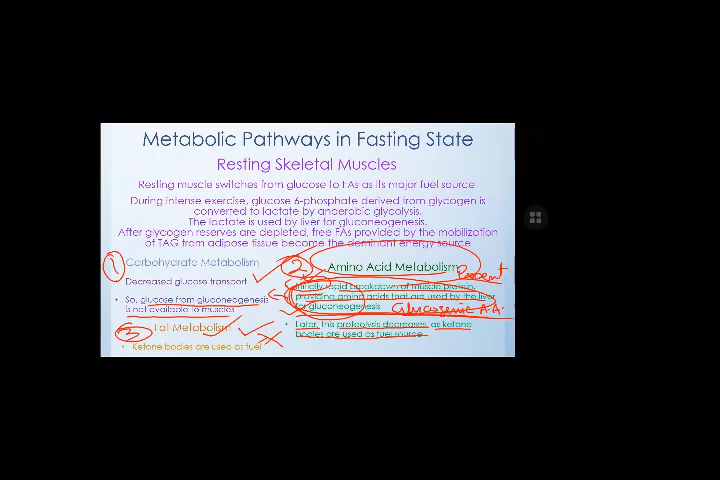 Metabolic Pathways in Fasting State
Resting Skeletal Muscles
Resting muscle switches from glucose to FAs as its major fuel source
During intense exercise, glucose 6-phosphate derived from glycogen is
converted to lactate by anaerobic glycolysis.
The lactate is used by liver for gluconeogenesis.
After glycogen reserves are depleted, free FAs provided by the mobilization
of TAG from adipose tissue become the dominant energy source
1 Carbohydrate Metabolism
Decreased glucose transport
• So, glucose from gluconeogenesis
is not available to muscles
3 Fat Metabolism
• Ketone bodies are used as fuel
2 Amino Acid Metabolism
Initially rapid breakdown of muscle protein,
providing amino acids that are used by the liver
for gluconeogenesis
Glucogenic A.A.
• Later, this proteolysis decreases, as ketone
bodies are used as fuel source